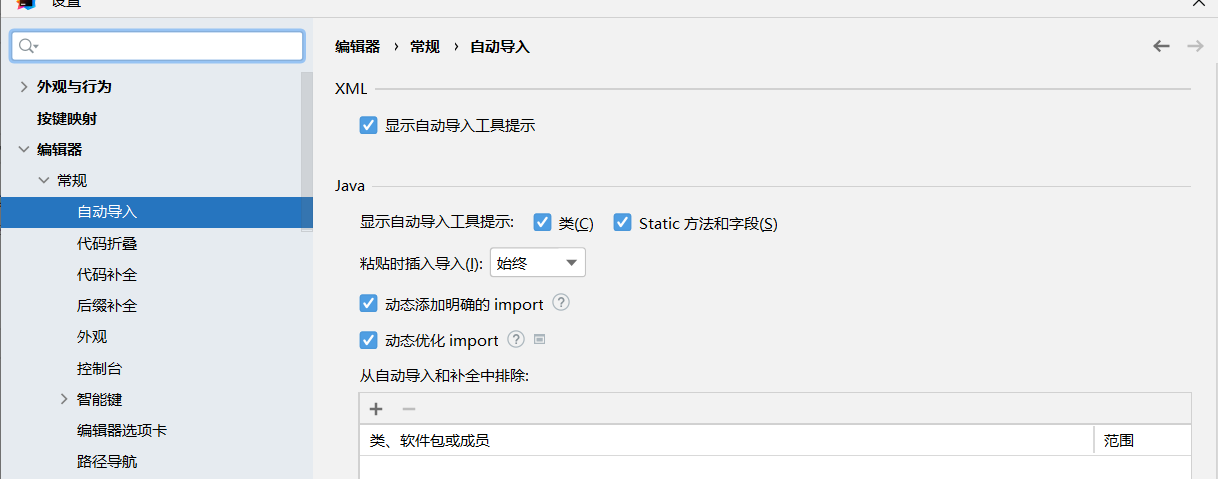 设置
外观与行为
按键映射
编辑器
常规
自动导入
代码折叠
代码补全
后缀补全
外观
控制台
智能键
编辑器选项卡
路径导航
编辑器 › 常规 › 自动导入
XML
显示自动导入工具提示
Java
显示自动导入工具提示: 类(C) Static 方法和字段(S)
粘贴时插入导入(I): 始终
动态添加明确的 import ?
动态优化 import ?
从自动导入和补全中排除:
类、软件包或成员 范围